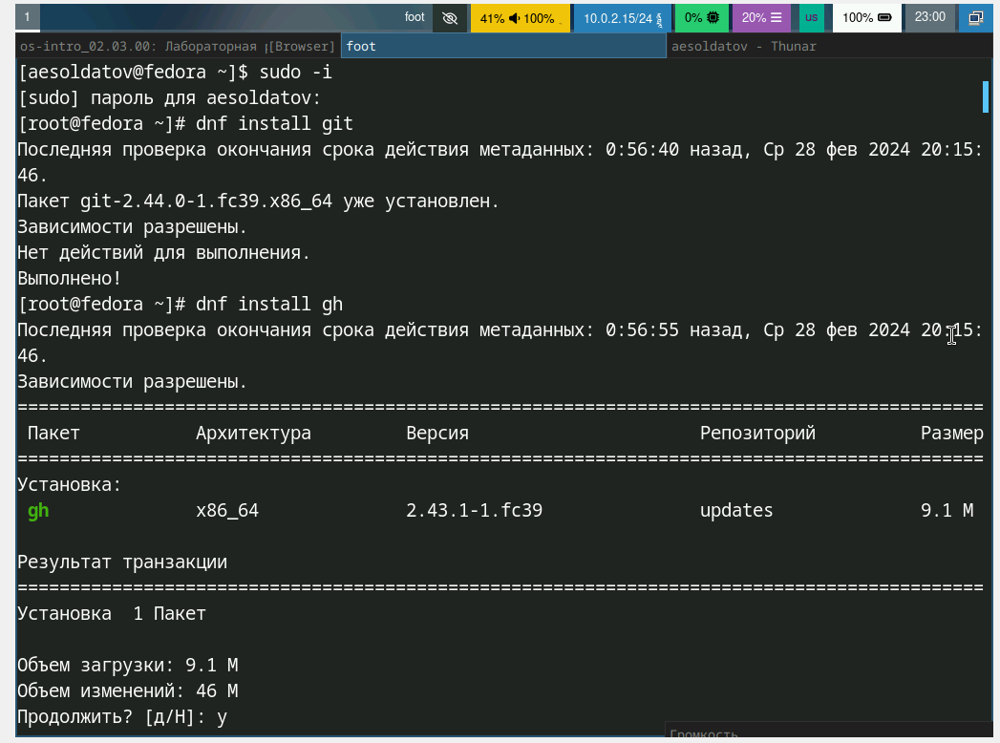 1 foot 41% 100% 10.0.2.15/24 0% 20% us 100% 23:00
os-intro_02.03.00: Лабораторная [Browser] foot aesoldatov - Thunar
[aesoldatov@fedora ~]$ sudo -i
[sudo] пароль для aesoldatov:
[root@fedora ~]# dnf install git
Последняя проверка окончания срока действия метаданных: 0:56:40 назад, Ср 28 фев 2024 20:15:
46.
Пакет git-2.44.0-1.fc39.x86_64 уже установлен.
Зависимости разрешены.
Нет действий для выполнения.
Выполнено!
[root@fedora ~]# dnf install gh
Последняя проверка окончания срока действия метаданных: 0:56:55 назад, Ср 28 фев 2024 20:15:
46.
Зависимости разрешены.
================================================================================
Пакет Архитектура Версия Репозиторий Размер
================================================================================
Установка:
gh x86_64 2.43.1-1.fc39 updates 9.1 M
Результат транзакции
================================================================================
Установка 1 Пакет
Объем загрузки: 9.1 M
Объем изменений: 46 M
Продолжить? [д/Н]: y
Громкость